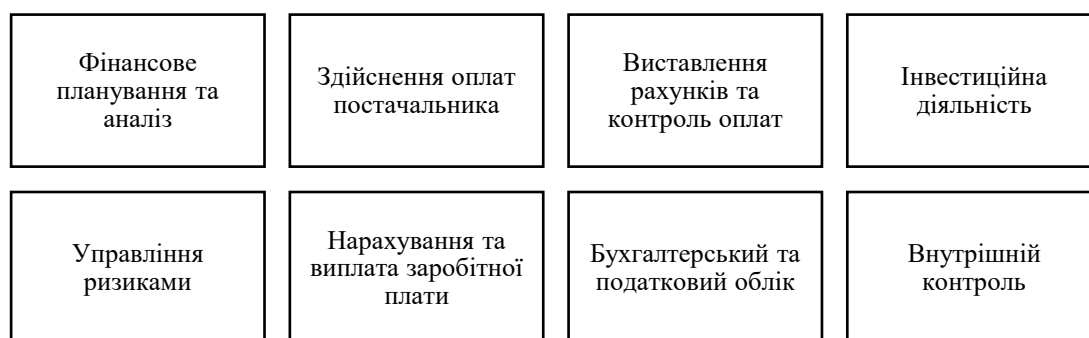 Фінансове
планування та
аналіз
Здійснення оплат
постачальника
Виставлення
рахунків та
контроль оплат
Інвестиційна
діяльність
Управління
ризиками
Нарахування та
виплата заробітної
плати
Бухгалтерський та
податковий облік
Внутрішній
контроль